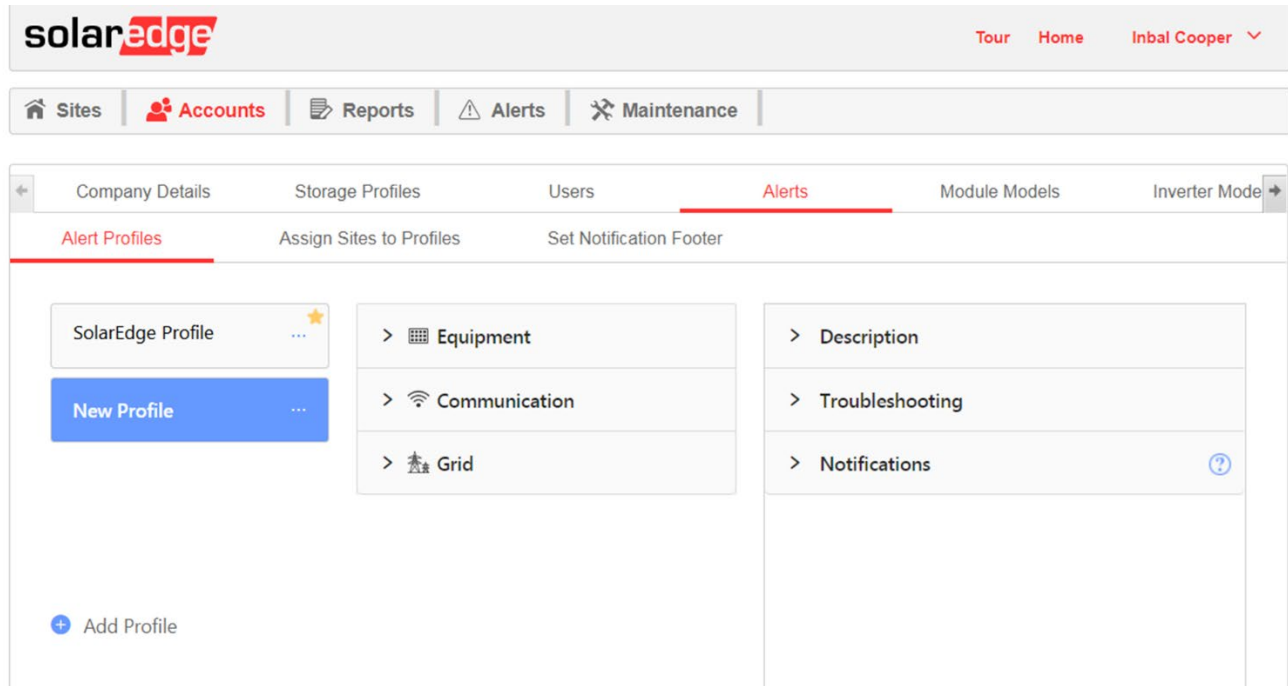 solaredge
Tour Home Inbal Cooper
Sites Accounts Reports Alerts Maintenance
Company Details Storage Profiles Users Alerts Module Models Inverter Mode
Alert Profiles Assign Sites to Profiles Set Notification Footer
SolarEdge Profile ...
New Profile ...
Equipment
Communication
Grid
Description
Troubleshooting
Notifications ?
Add Profile